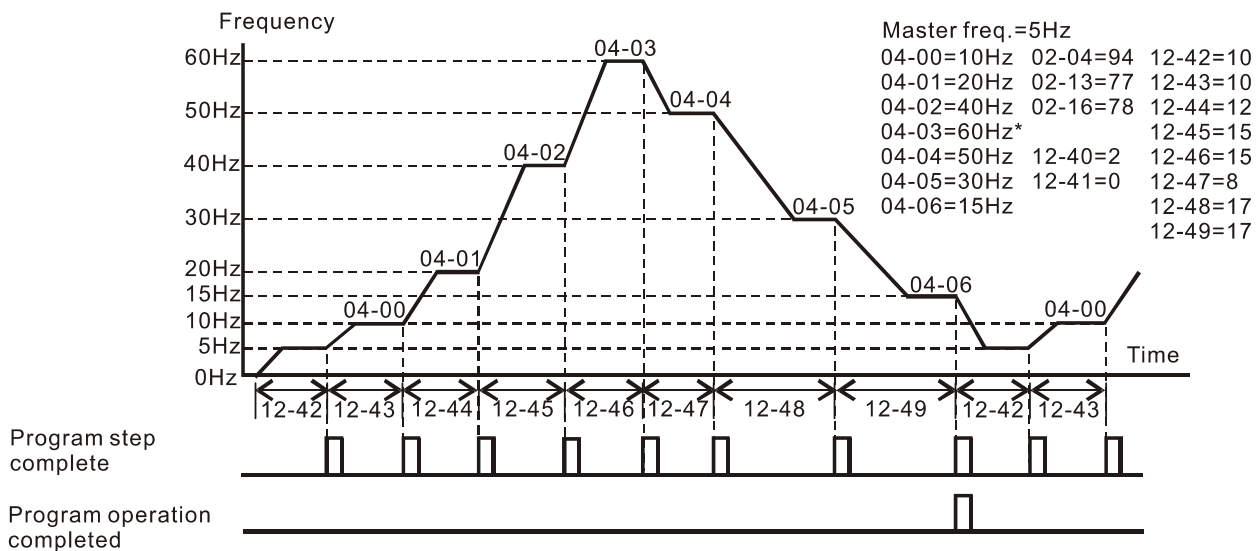 Frequency
60Hz
50Hz
40Hz
30Hz
20Hz
15Hz
10Hz
5Hz
0Hz
04-00
04-01
04-02
04-03
04-04
04-05
04-06
04-00
Time
Master freq.=5Hz
04-00=10Hz 02-04=94 12-42=10
04-01=20Hz 02-13=77 12-43=10
04-02=40Hz 02-16=78 12-44=12
04-03=60Hz* 12-45=15
04-04=50Hz 12-40=2 12-46=15
04-05=30Hz 12-41=0 12-47=8
04-06=15Hz 12-48=17
12-49=17
12-42 12-43 12-44 12-45 12-46 12-47 12-48 12-49 12-42 12-43
Program step
complete
Program operation
completed